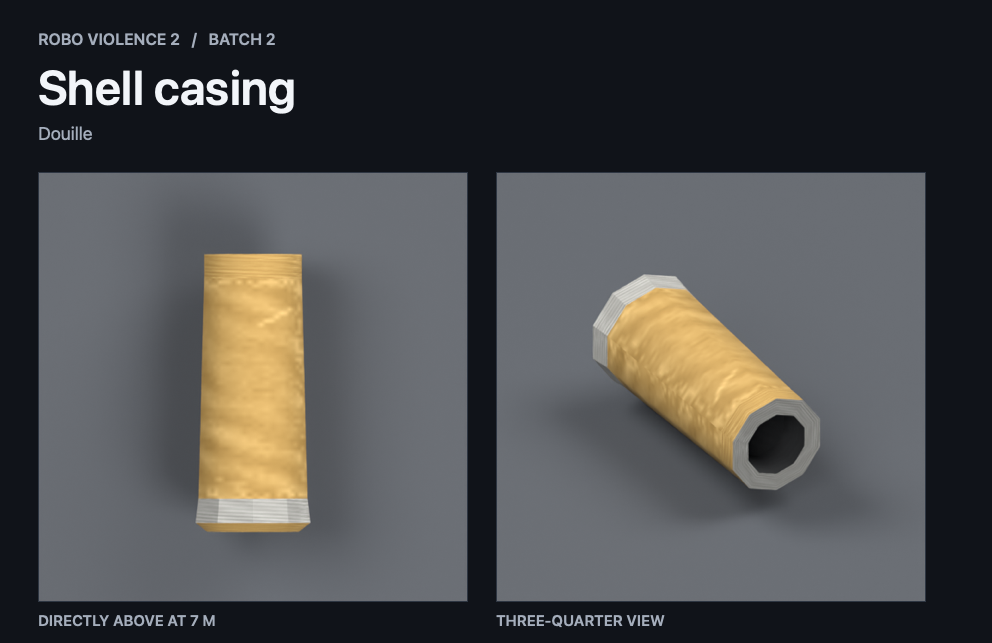 ROBO VIOLENCE 2 / BATCH 2
Shell casing
Douille
DIRECTLY ABOVE AT 7 M
THREE-QUARTER VIEW